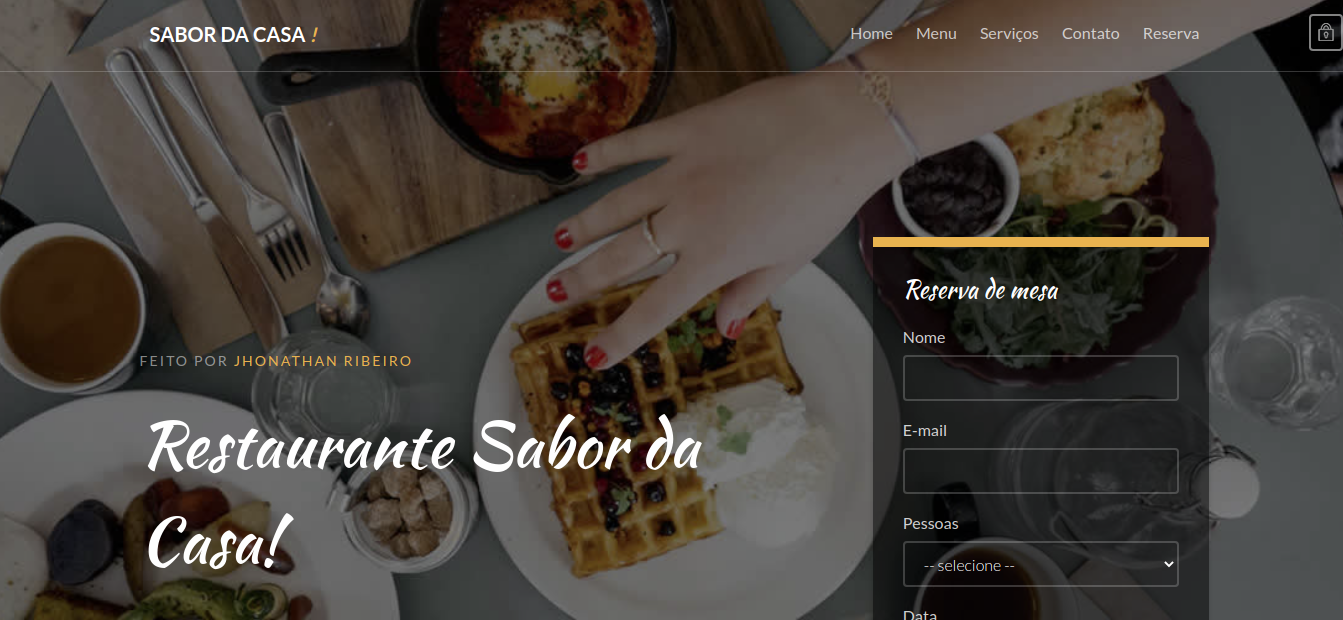 SABOR DA CASA !
Home Menu Serviços Contato Reserva
FEITO POR JHONATHAN RIBEIRO
Restaurante Sabor da
Casa!
Reserva de mesa
Nome
E-mail
Pessoas
-- selecione --
Data